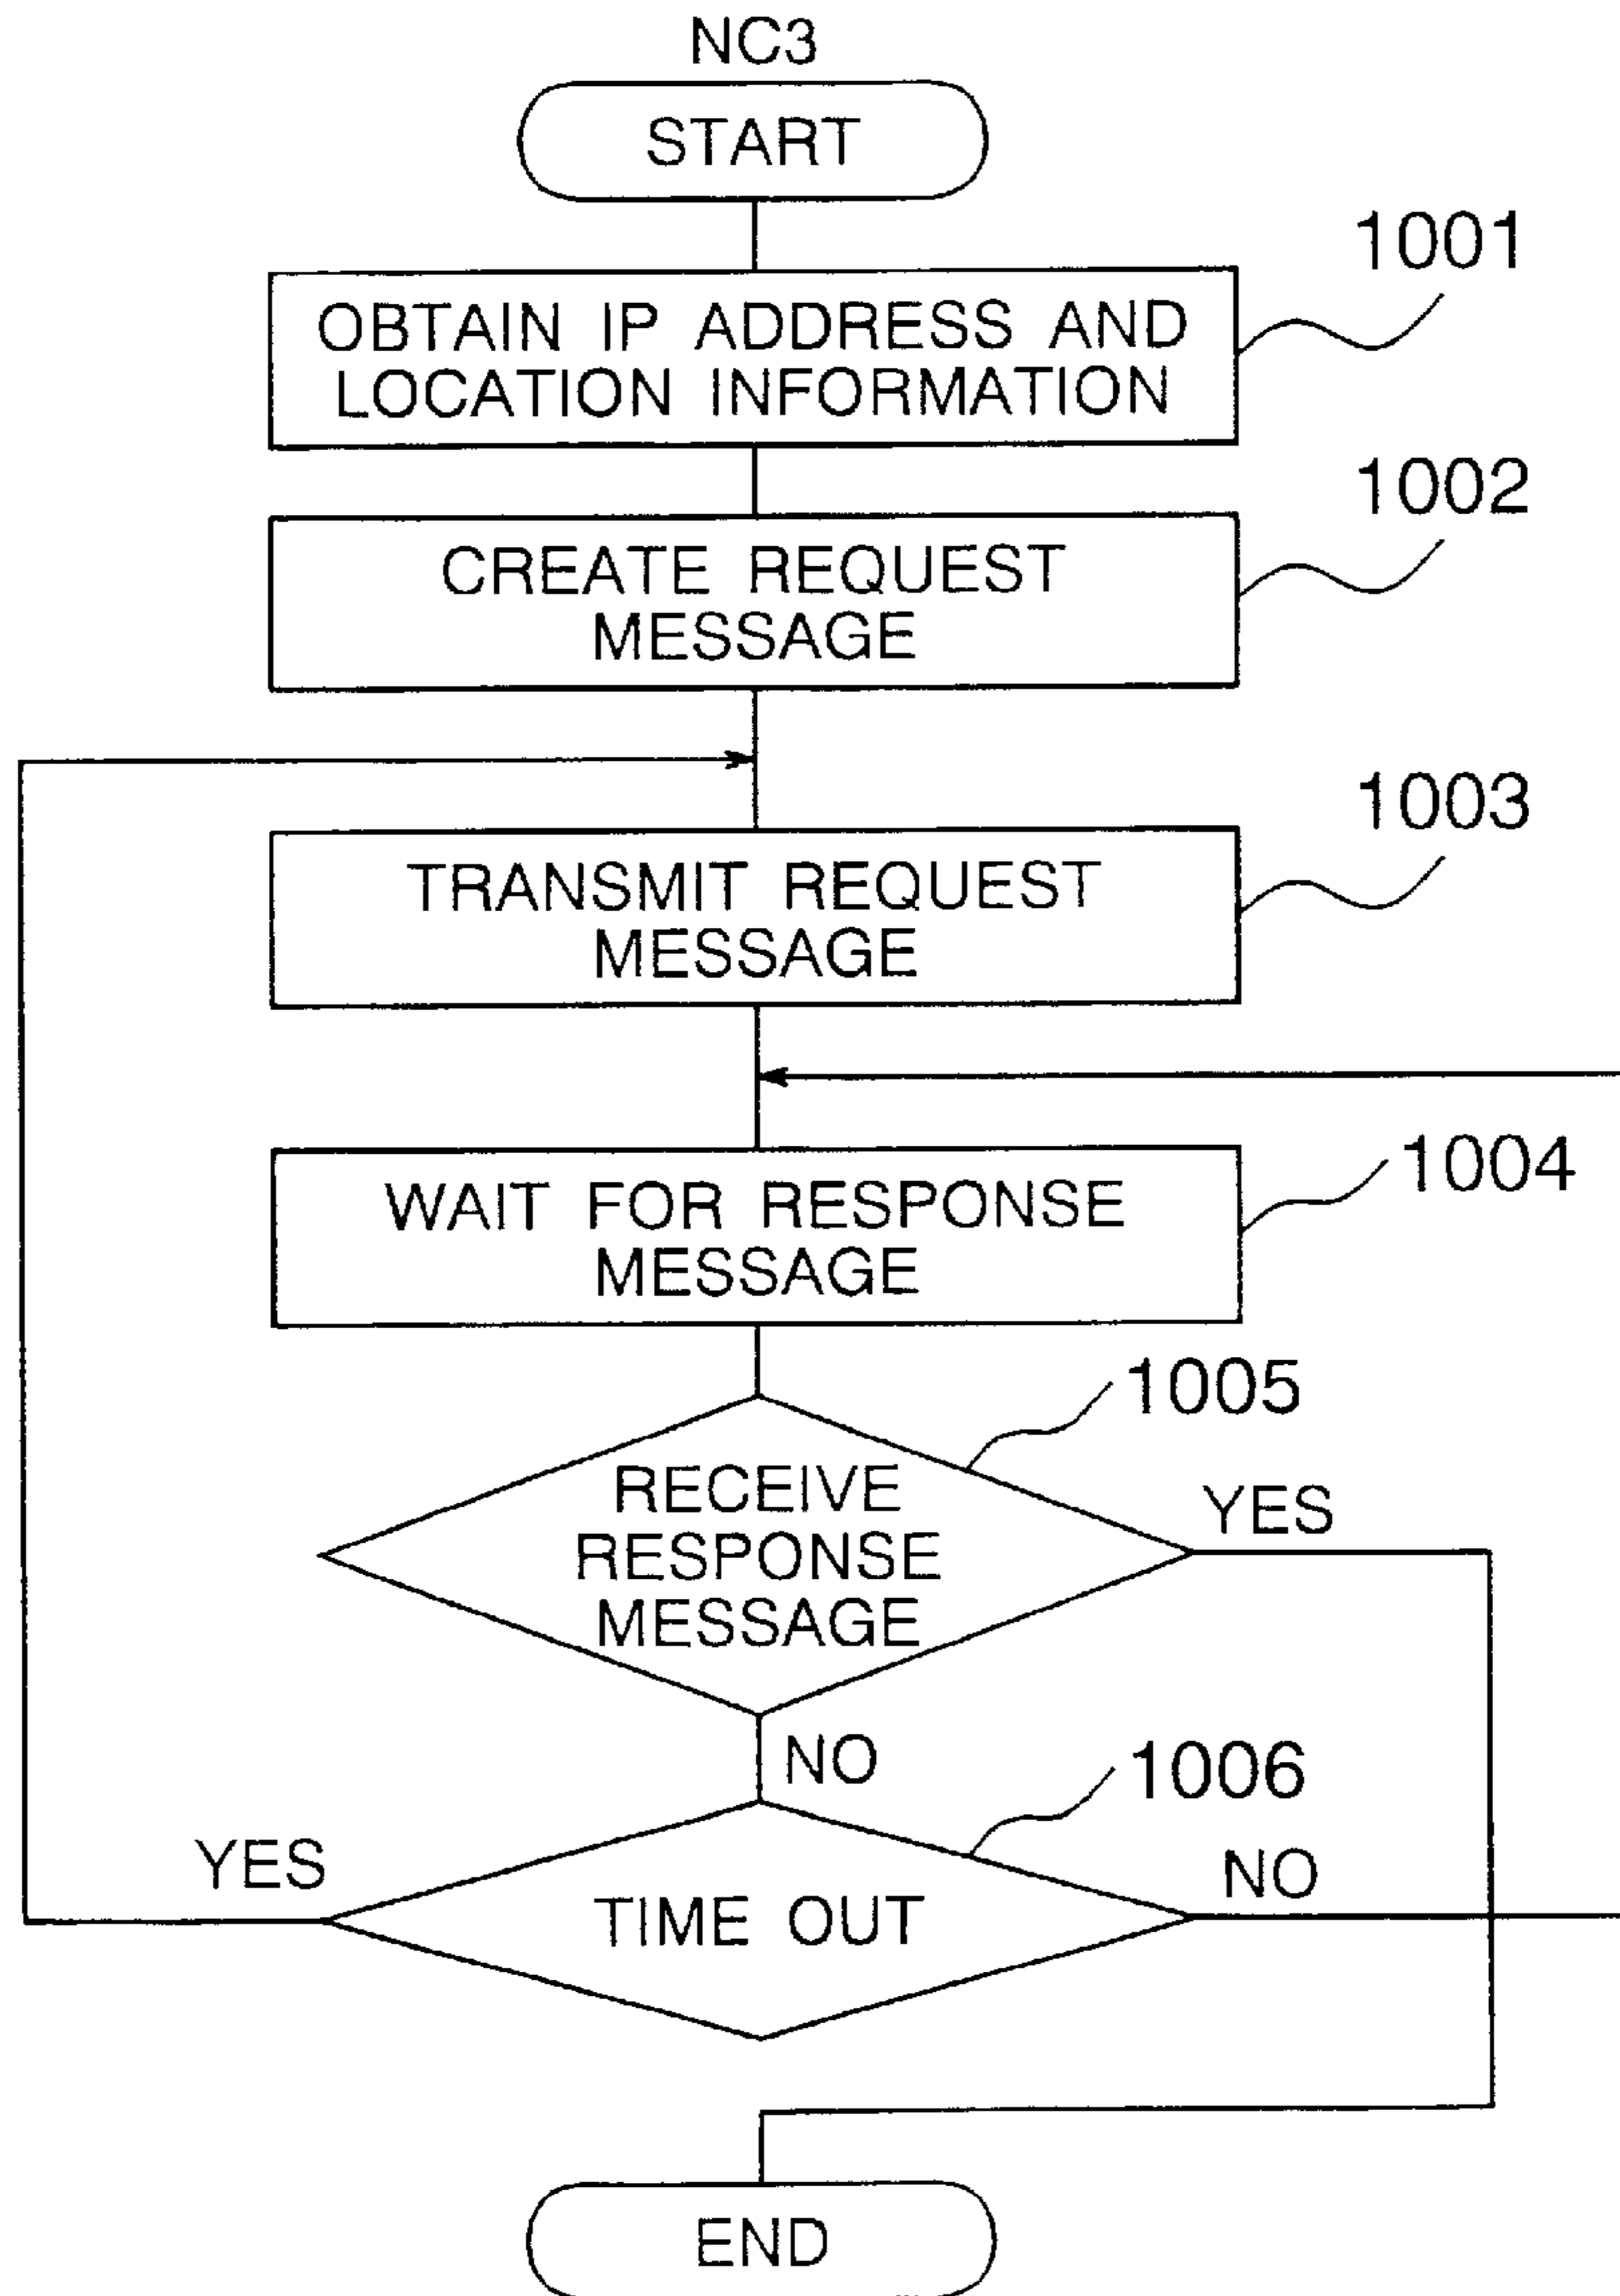 NC3
START
1001
OBTAIN IP ADDRESS AND
LOCATION INFORMATION
1002
CREATE REQUEST
MESSAGE
1003
TRANSMIT REQUEST
MESSAGE
1004
WAIT FOR RESPONSE
MESSAGE
1005
RECEIVE
RESPONSE
MESSAGE
YES
NO
1006
YES
TIME OUT
NO
END